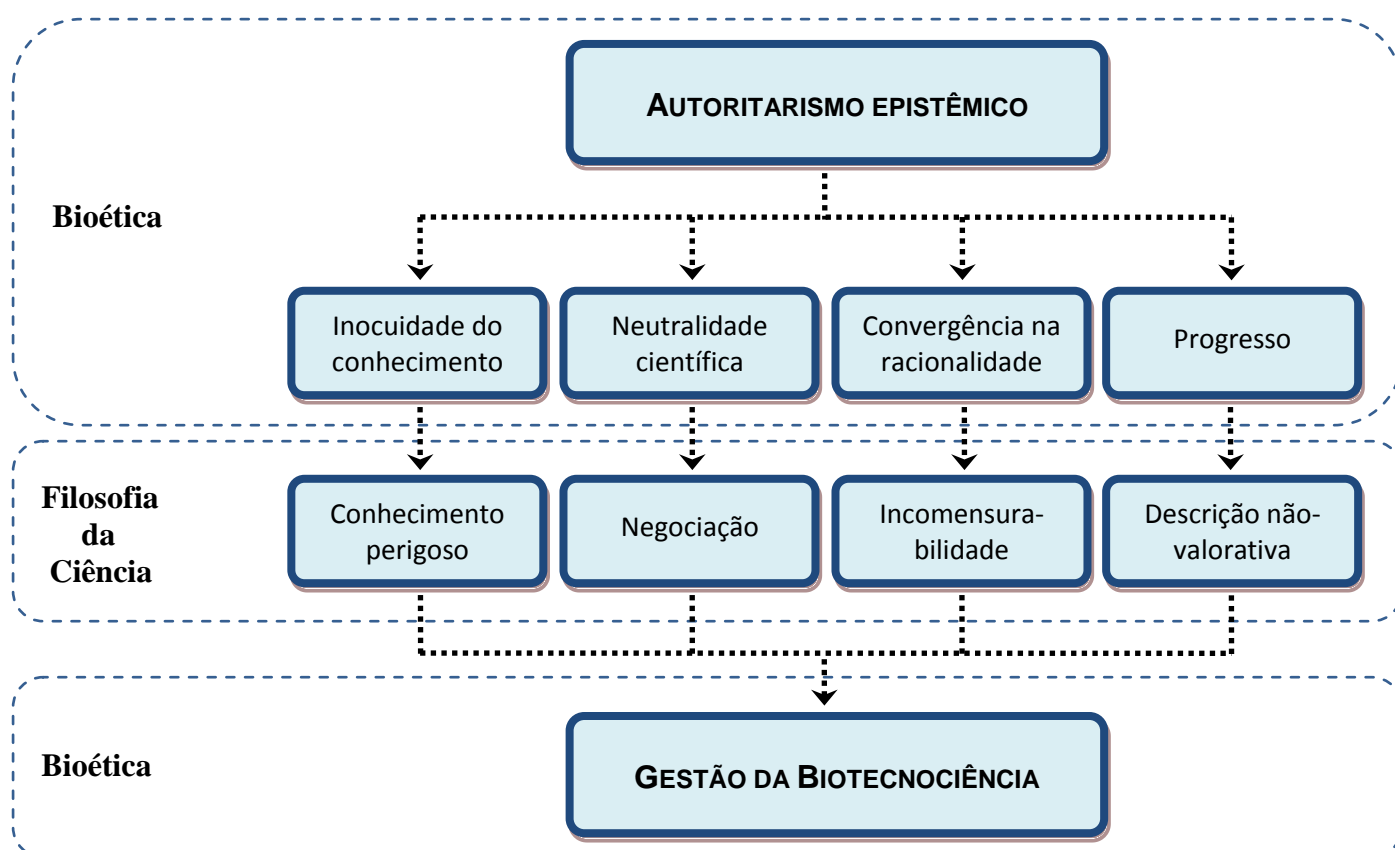 AUTORITARISMO EPISTÊMICO
Bioética
Inocuidade do
conhecimento
Neutralidade
científica
Convergência na
racionalidade
Progresso
Filosofia
da
Ciência
Conhecimento
perigoso
Negociação
Incomensura-
bilidade
Descrição não-
valorativa
Bioética
GESTÃO DA BIOTECNOCIÊNCIA